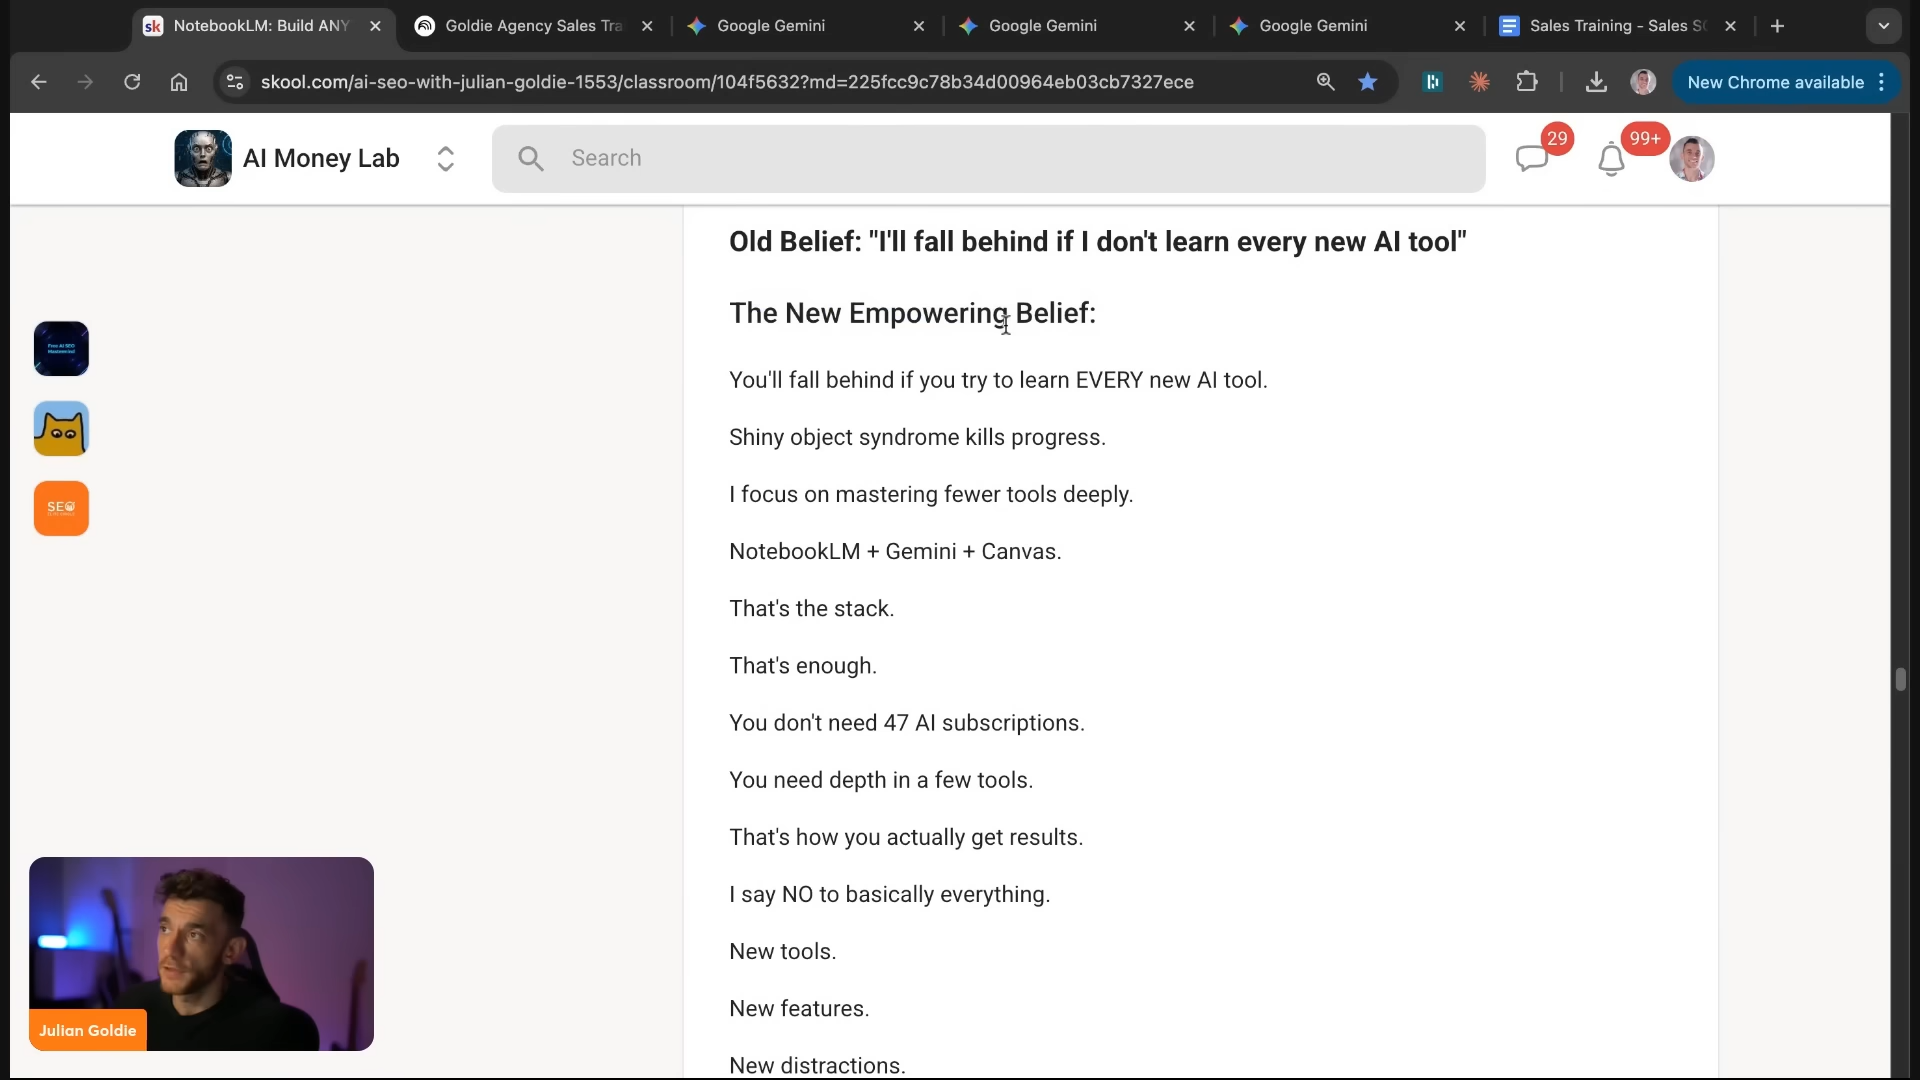 NotebookLM: Build ANY
Goldie Agency Sales Tra
Google Gemini
Google Gemini
Google Gemini
Sales Training - Sales SO
skool.com/ai-seo-with-julian-goldie-1553/classroom/104f5632?md=225fcc9c78b34d00964eb03cb7327ece
New Chrome available
AI Money Lab
Search
29
99+
Old Belief: "I'll fall behind if I don't learn every new AI tool"
The New Empowering Belief:
You'll fall behind if you try to learn EVERY new AI tool.
Shiny object syndrome kills progress.
I focus on mastering fewer tools deeply.
NotebookLM + Gemini + Canvas.
That's the stack.
That's enough.
You don't need 47 AI subscriptions.
You need depth in a few tools.
That's how you actually get results.
I say NO to basically everything.
New tools.
New features.
New distractions.
Free AI SEO
Mastermind
SEO
Julian Goldie